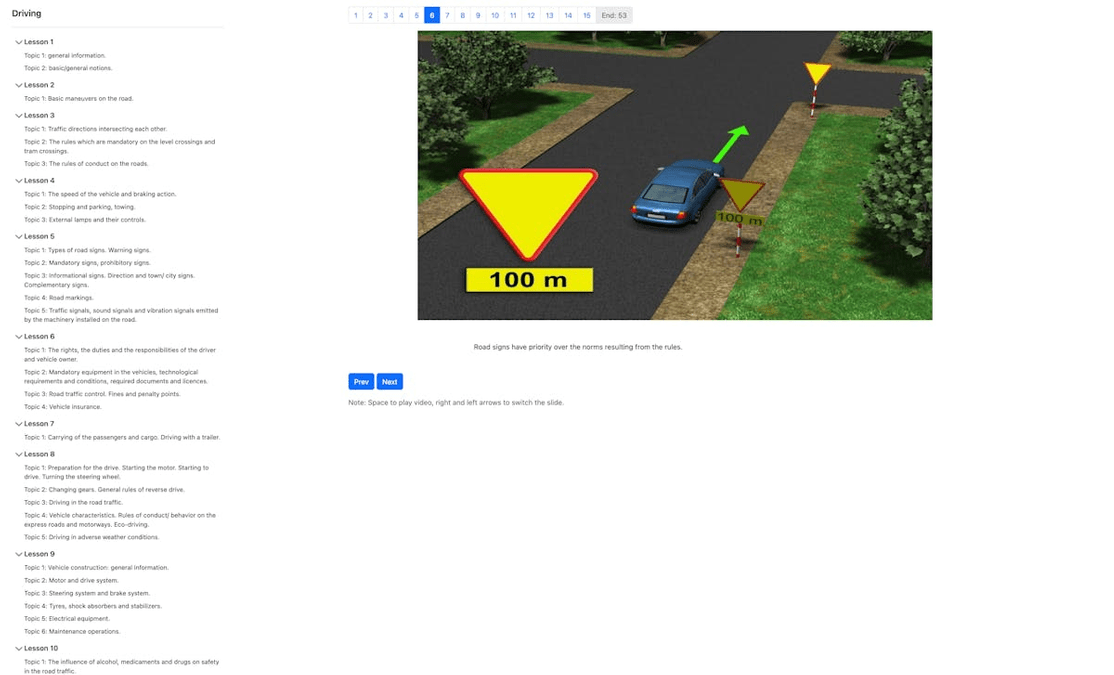 Driving
Lesson 1
Topic 1: general information.
Topic 2: basic/general notions.
Lesson 2
Topic 1: Basic maneuvers on the road.
Lesson 3
Topic 1: Traffic directions intersecting each other.
Topic 2: The rules which are mandatory on the level crossings and
tram crossings.
Topic 3: The rules of conduct on the roads.
Lesson 4
Topic 1: The speed of the vehicle and braking action.
Topic 2: Stopping and parking, towing.
Topic 3: External lamps and their controls.
Lesson 5
Topic 1: Types of road signs. Warning signs.
Topic 2: Mandatory signs, prohibitory signs.
Topic 3: Informational signs. Direction and town/ city signs.
Complementary signs.
Topic 4: Road markings.
Topic 5: Traffic signals, sound signals and vibration signals emitted
by the machinery installed on the road.
Lesson 6
Topic 1: The rights, the duties and the responsibilities of the driver
and vehicle owner.
Topic 2: Mandatory equipment in the vehicles, technological
requirements and conditions, required documents and licences.
Topic 3: Road traffic control. Fines and penalty points.
Topic 4: Vehicle insurance.
Lesson 7
Topic 1: Carrying of the passengers and cargo. Driving with a trailer.
Lesson 8
Topic 1: Preparation for the drive. Starting the motor. Starting to
drive. Turning the steering wheel.
Topic 2: Changing gears. General rules of reverse drive.
Topic 3: Driving in the road traffic.
Topic 4: Vehicle characteristics. Rules of conduct/ behavior on the
express roads and motorways. Eco-driving.
Topic 5: Driving in adverse weather conditions.
Lesson 9
Topic 1: Vehicle construction- general information.
Topic 2: Motor and drive system.
Topic 3: Steering system and brake system.
Topic 4: Tyres, shock absorbers and stabilizers.
Topic 5: Electrical equipment.
Topic 6: Maintenance operations.
Lesson 10
Topic 1: The influence of alcohol, medicaments and drugs on safety
in the road traffic.
1 2 3 4 5 6 7 8 9 10 11 12 13 14 15 End: 53
100 m
100 m
Road signs have priority over the norms resulting from the rules.
Prev Next
Note: Space to play video, right and left arrows to switch the slide.